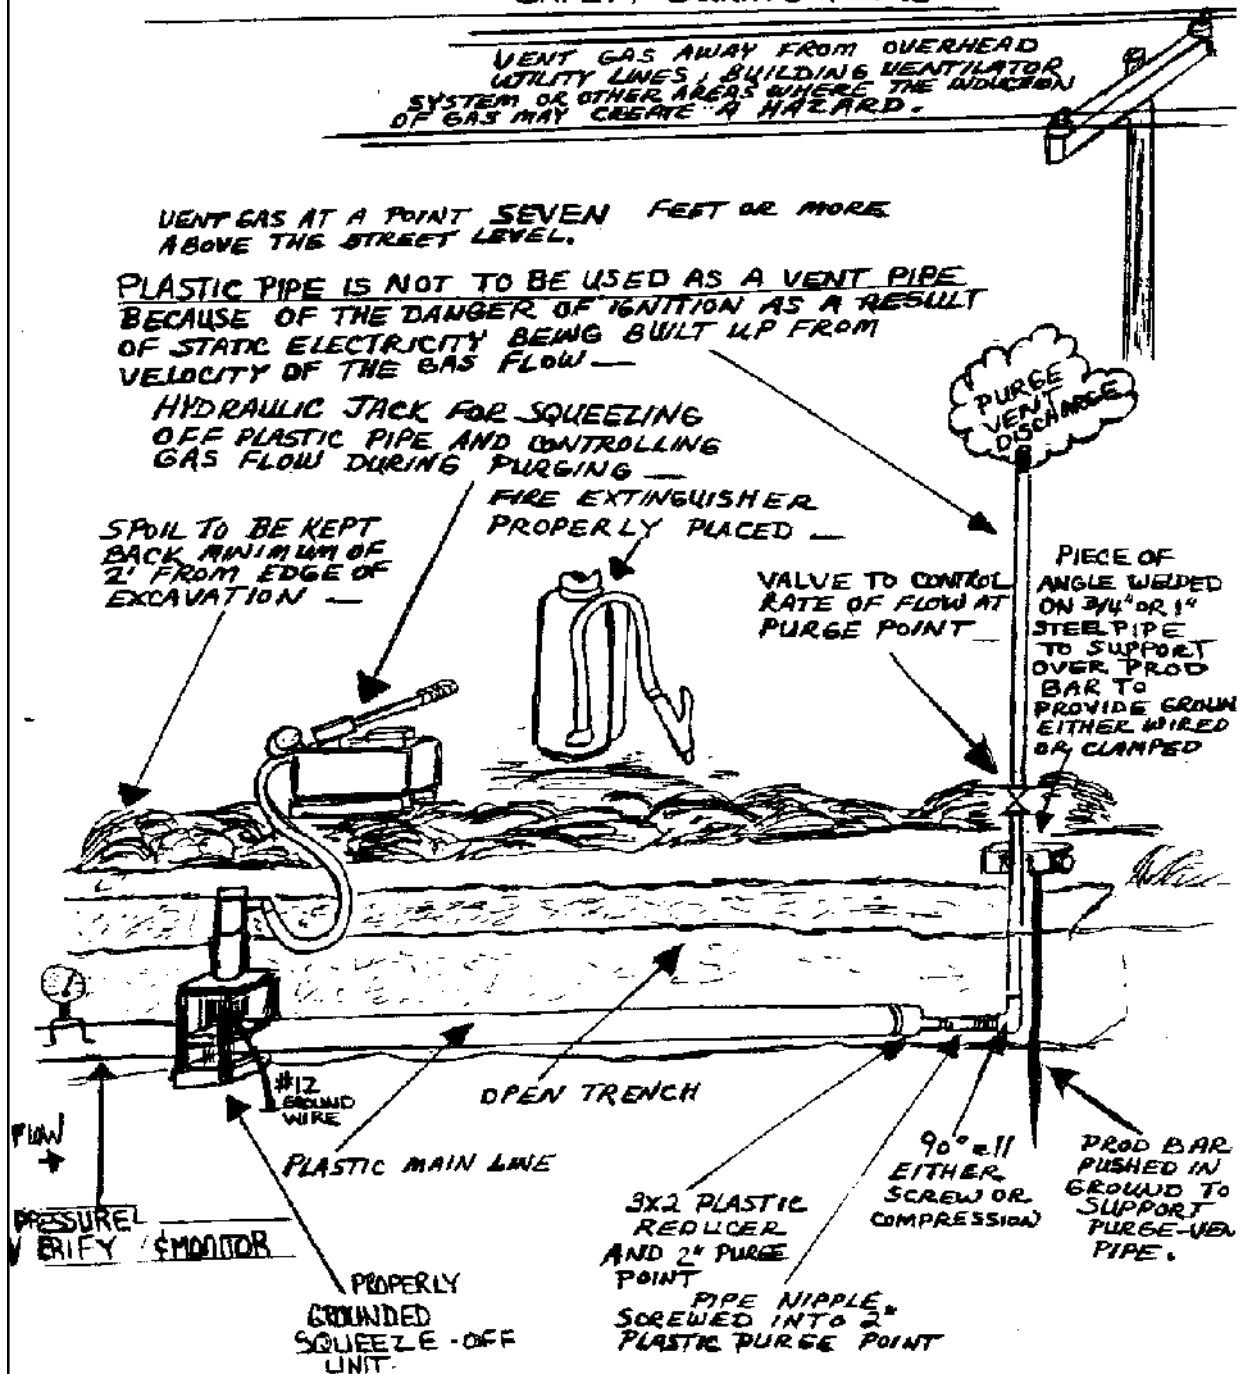 VENT GAS AWAY FROM OVERHEAD
UTILITY LINES, BUILDING VENTILATOR
SYSTEM OR OTHER AREAS WHERE THE INDUCTION
OF GAS MAY CREATE A HAZARD.
VENT GAS AT A POINT SEVEN FEET OR MORE
ABOVE THE STREET LEVEL.
PLASTIC PIPE IS NOT TO BE USED AS A VENT PIPE
BECAUSE OF THE DANGER OF IGNITION AS A RESULT
OF STATIC ELECTRICITY BEING BUILT UP FROM
VELOCITY OF THE GAS FLOW —
PURGE
VENT
DISCHARGE
HYDRAULIC JACK FOR SQUEEZING
OFF PLASTIC PIPE AND CONTROLLING
GAS FLOW DURING PURGING —
FIRE EXTINGUISHER
PROPERLY PLACED —
SPOIL TO BE KEPT
BACK MINIMUM OF
2' FROM EDGE OF
EXCAVATION —
VALVE TO CONTROL
RATE OF FLOW AT
PURGE POINT —
PIECE OF
ANGLE WELDED
ON 3/4" OR 1"
STEEL PIPE
TO SUPPORT
OVER PROD
BAR TO
PROVIDE GROUN
EITHER WIRED
OR CLAMPED
#12
GROUND
WIRE
OPEN TRENCH
FLOW
PLASTIC MAIN LINE
PRESSURE
VERIFY & MONITOR
PROPERLY
GROUNDED
SQUEEZE-OFF
UNIT.
3X2 PLASTIC
REDUCER
AND 2" PURGE
POINT
PIPE NIPPLE
SCREWED INTO 2"
PLASTIC PURGE POINT
90° ell
EITHER
SCREW OR
COMPRESSION
PROD BAR
PUSHED IN
GROUND TO
SUPPORT
PURGE-VEN
PIPE.